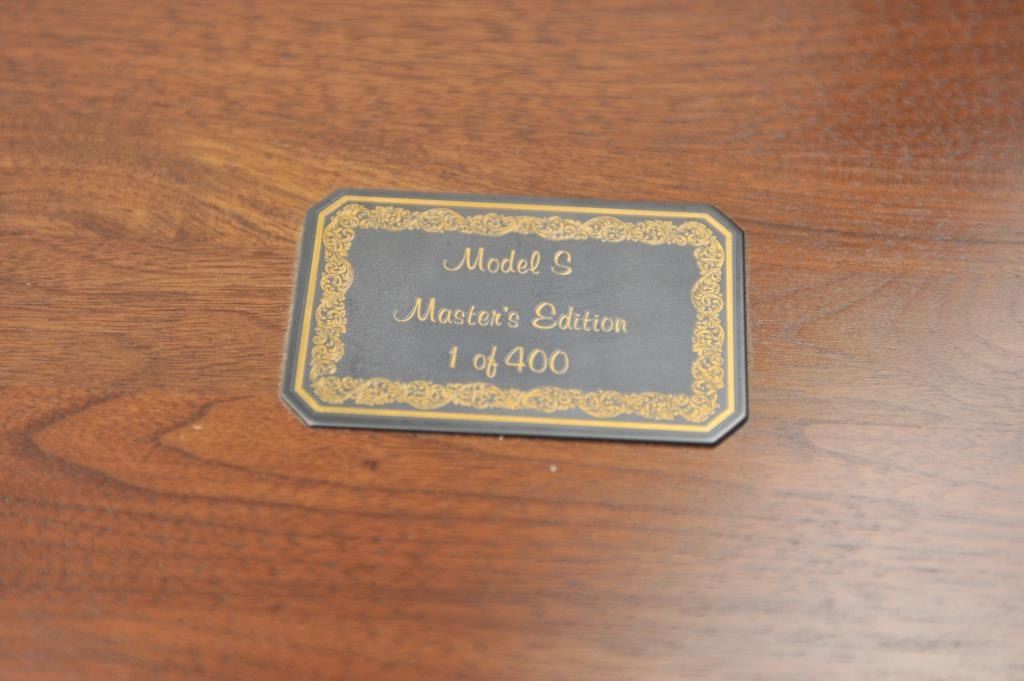 Model S
Master's Edition
1 of 400